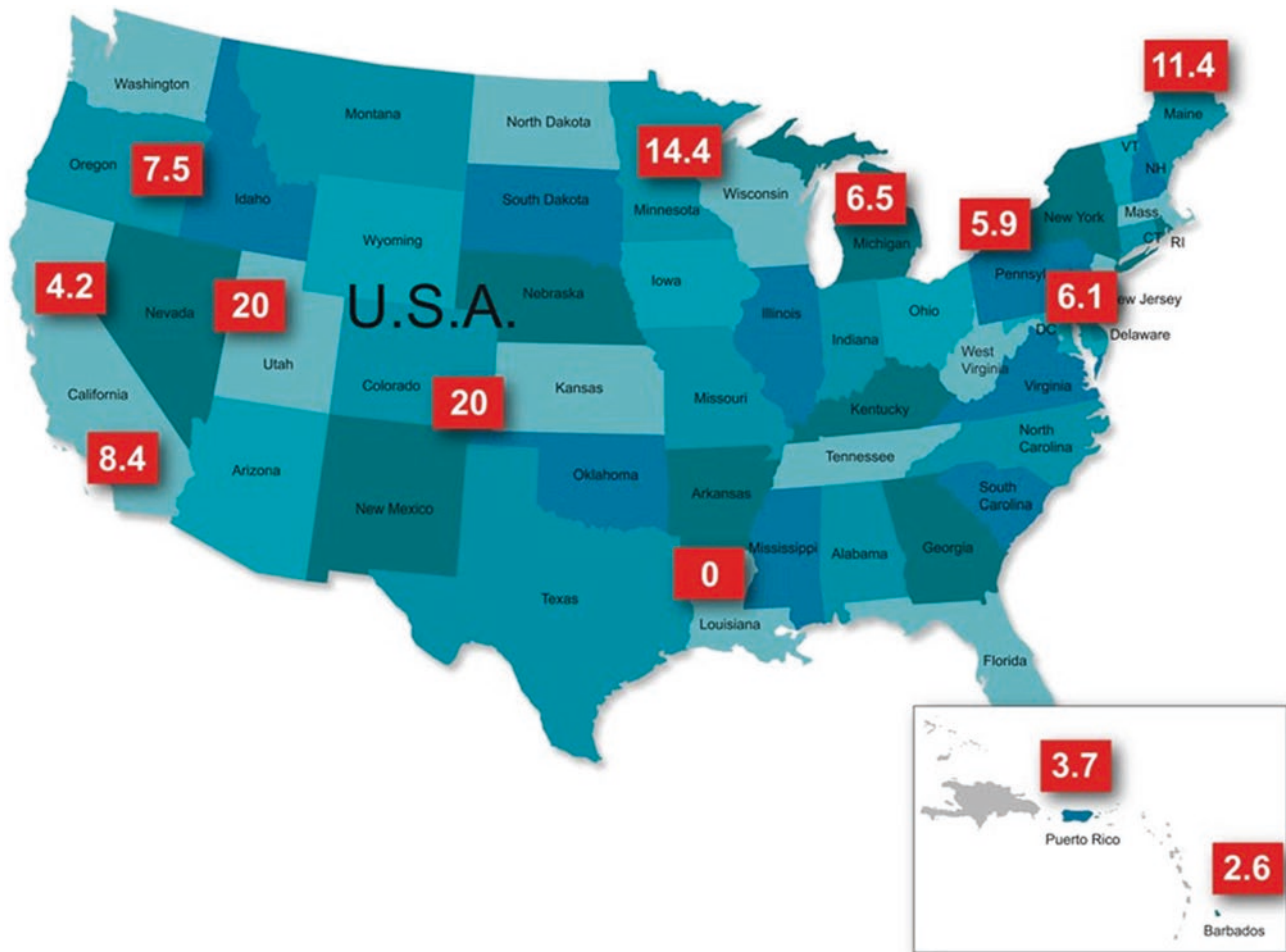 11.4
Washington
Maine
Montana
North Dakota
VT
14.4
Oregon
7.5
NH
Wisconsin
6.5
Idaho
South Dakota
Minnesota
5.9
New York
Mass
Wyoming
Michigan
CT
RI
4.2
Pennsyl
Iowa
20
Nebraska
6.1
ew Jersey
Nevada
U.S.A.
Illinois
Ohio
DC
Delaware
Indiana
Utah
West
Virginia
Colorado
Kansas
Virginia
California
20
Missouri
Kentucky
North
Carolina
8.4
Arizona
Tennessee
Oklahoma
Arkansas
South
Carolina
New Mexico
0
Mississippi
Alabama
Georgia
Texas
Louisiana
Florida
3.7
Puerto Rico
2.6
Barbados